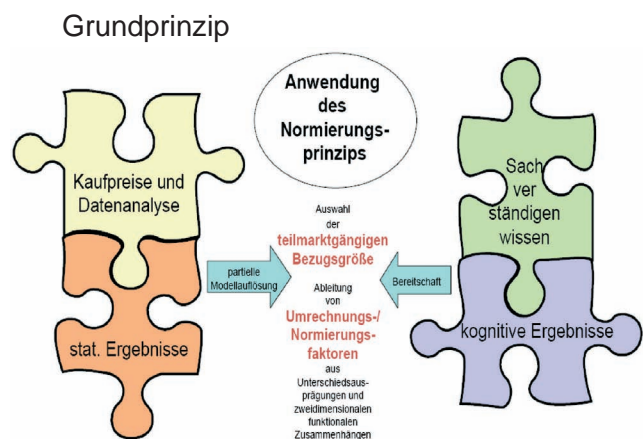 Grundprinzip
Anwendung
des
Normierungs-
prinzips
Kaufpreise und
Datenanalyse
stat. Ergebnisse
partielle
Modellauflösung
Auswahl
der
teilmarktgängigen
Bezugsgröße
Ableitung
von
Umrechnungs-/
Normierungs-
faktoren
aus
Unterschiedsaus-
prägungen und
zweidimensionalen
funktionalen
Zusammenhängen
Bereitschaft
Sach
ver
ständigen
wissen
kognitive Ergebnisse